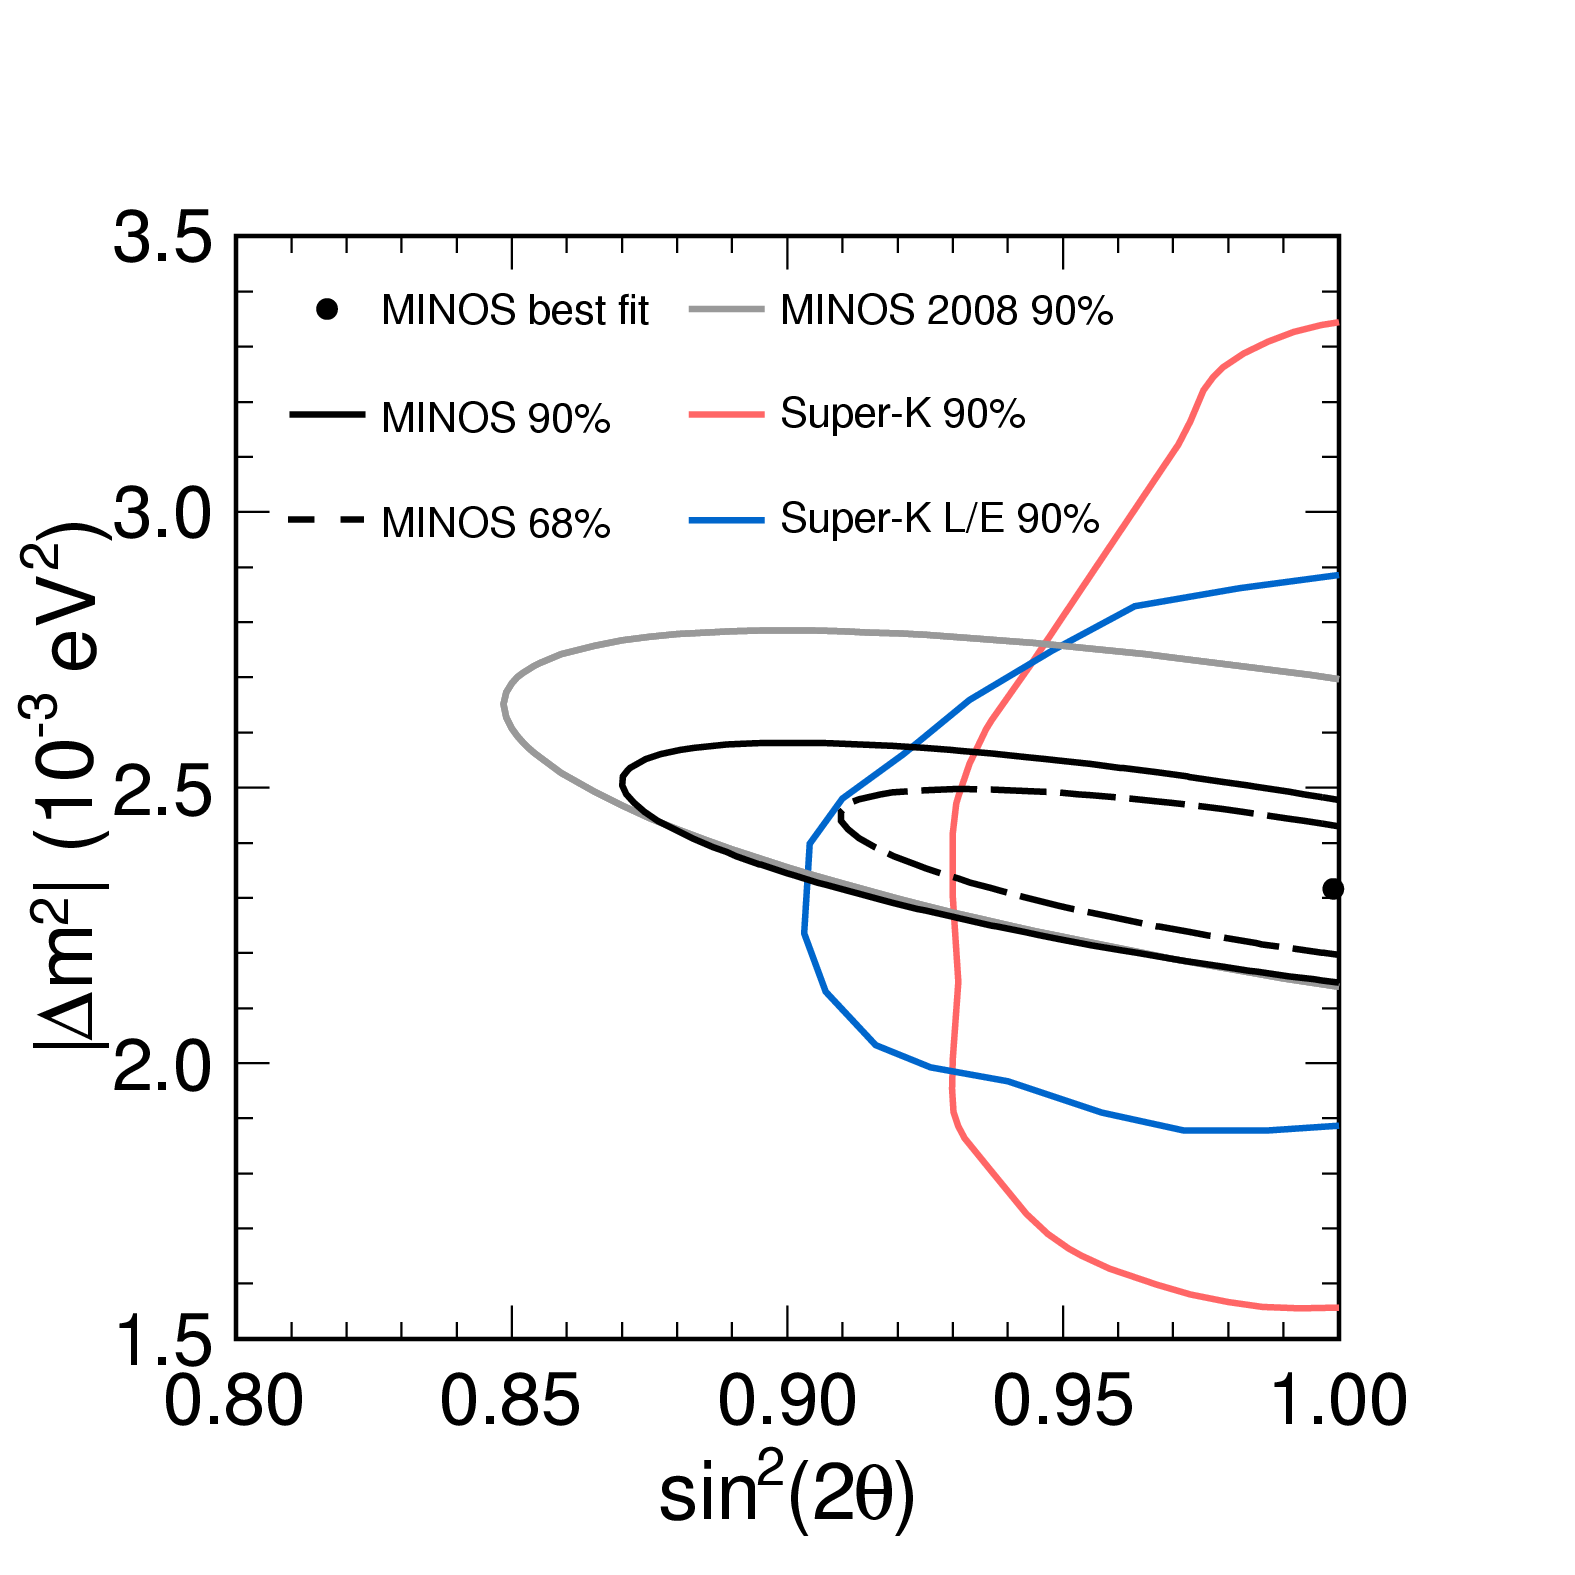 3.5
MINOS best fit
MINOS 2008 90%
MINOS 90%
Super-K 90%
MINOS 68%
Super-K L/E 90%
3.0
2.5
2.0
1.5
|Δm²| (10⁻³ eV²)
0.80 0.85 0.90 0.95 1.00
sin²(2θ)